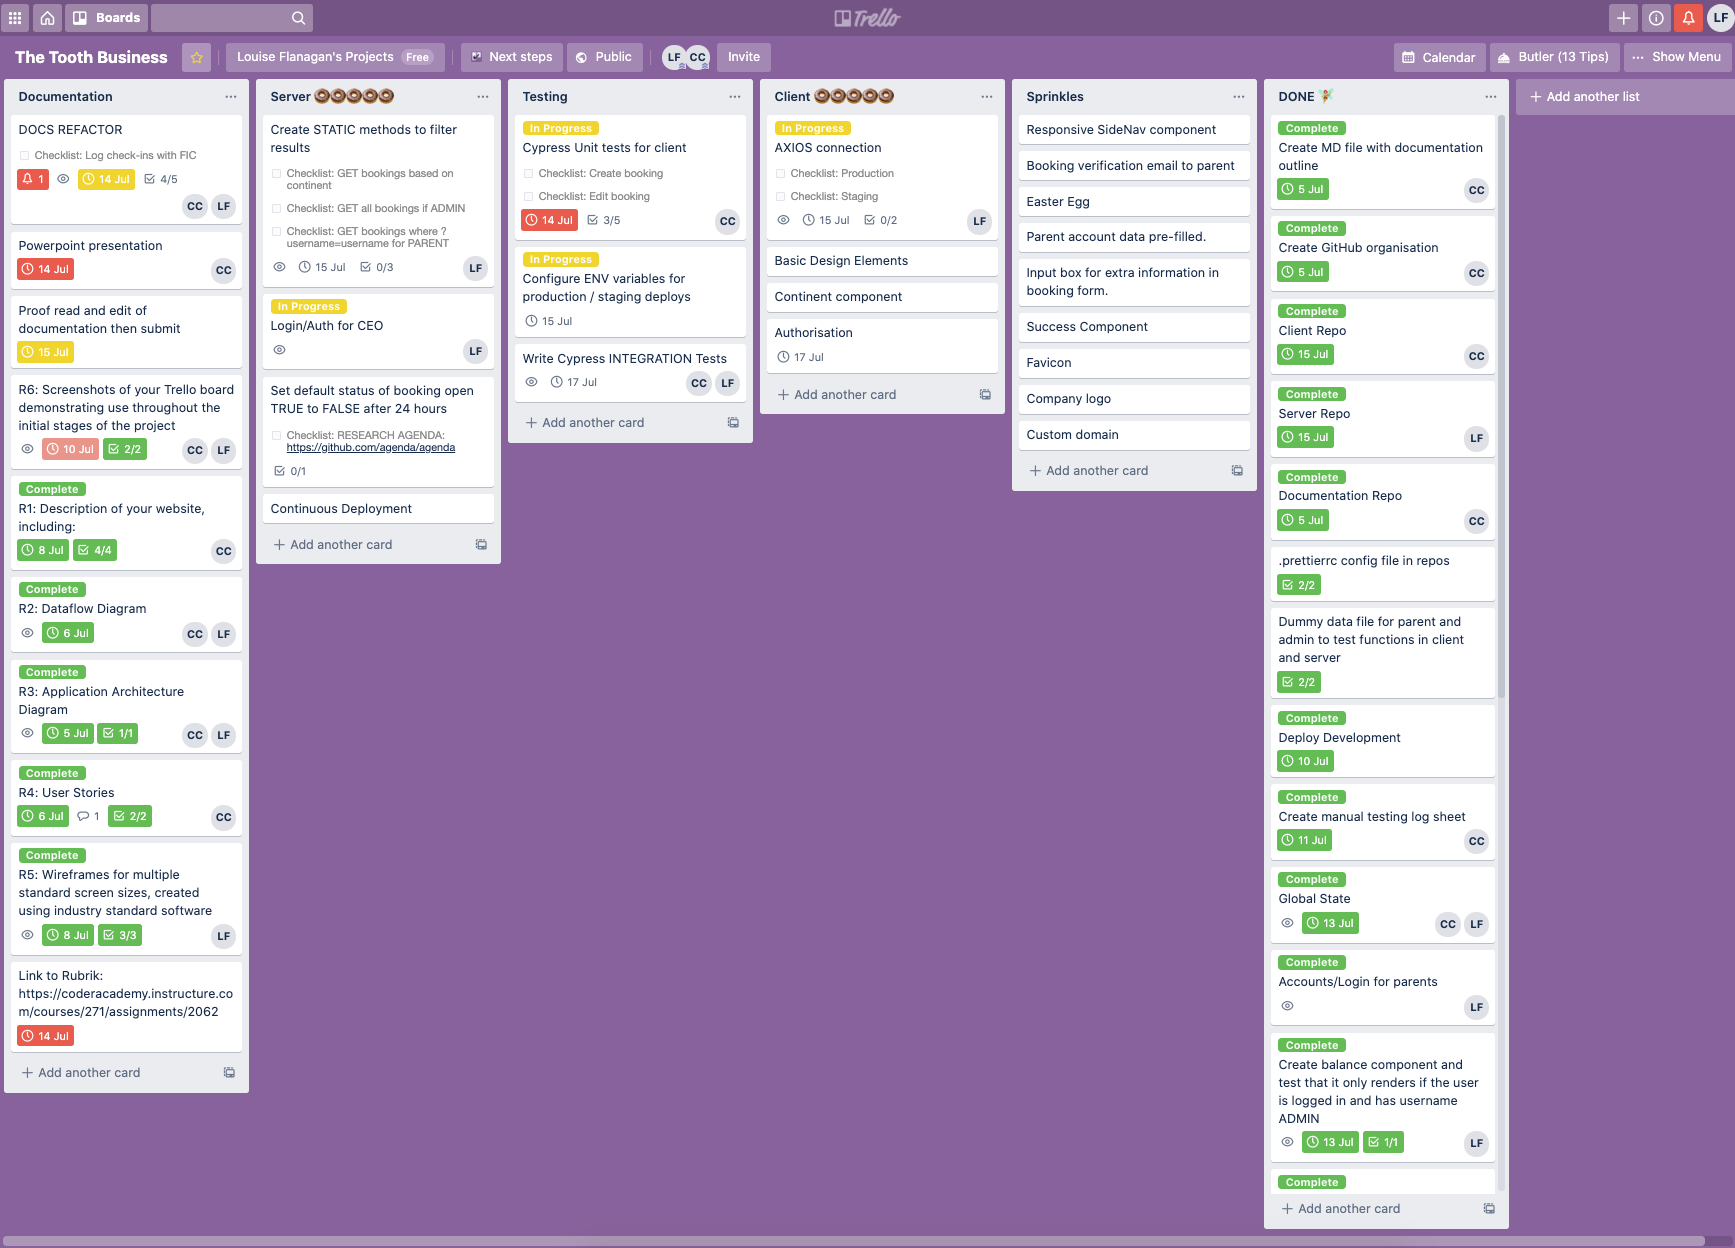 Boards
Trello
LF
The Tooth Business
Louise Flanagan's Projects Free
Next steps
Public
LF CC
Invite
Calendar
Butler (13 Tips)
Show Menu
Documentation
DOCS REFACTOR
Checklist: Log check-ins with FIC
1 14 Jul 4/5
CC LF
Powerpoint presentation
14 Jul
CC
Proof read and edit of
documentation then submit
15 Jul
R6: Screenshots of your Trello board
demonstrating use throughout the
initial stages of the project
10 Jul 2/2 CC LF
Complete
R1: Description of your website,
including:
8 Jul 4/4 CC
Complete
R2: Dataflow Diagram
6 Jul CC LF
Complete
R3: Application Architecture
Diagram
5 Jul 1/1 CC LF
Complete
R4: User Stories
6 Jul 1 2/2 CC
Complete
R5: Wireframes for multiple
standard screen sizes, created
using industry standard software
8 Jul 3/3 LF
Link to Rubrik:
https://coderacademy.instructure.co
m/courses/271/assignments/2062
14 Jul
+ Add another card
Server
Create STATIC methods to filter
results
Checklist: GET bookings based on
continent
Checklist: GET all bookings if ADMIN
Checklist: GET bookings where ?
username=username for PARENT
15 Jul 0/3 LF
In Progress
Login/Auth for CEO
LF
Set default status of booking open
TRUE to FALSE after 24 hours
Checklist: RESEARCH AGENDA:
https://github.com/agenda/agenda
0/1
Continuous Deployment
+ Add another card
Testing
In Progress
Cypress Unit tests for client
Checklist: Create booking
Checklist: Edit booking
14 Jul 3/5 CC
In Progress
Configure ENV variables for
production / staging deploys
15 Jul
Write Cypress INTEGRATION Tests
17 Jul CC LF
+ Add another card
Client
In Progress
AXIOS connection
Checklist: Production
Checklist: Staging
15 Jul 0/2 LF
Basic Design Elements
Continent component
Authorisation
17 Jul
+ Add another card
Sprinkles
Responsive SideNav component
Booking verification email to parent
Easter Egg
Parent account data pre-filled.
Input box for extra information in
booking form.
Success Component
Favicon
Company logo
Custom domain
+ Add another card
DONE
Complete
Create MD file with documentation
outline
5 Jul CC
Complete
Create GitHub organisation
5 Jul CC
Complete
Client Repo
15 Jul CC
Complete
Server Repo
15 Jul LF
Complete
Documentation Repo
5 Jul CC
.prettierrc config file in repos
2/2
Dummy data file for parent and
admin to test functions in client
and server
2/2
Complete
Deploy Development
10 Jul
Complete
Create manual testing log sheet
11 Jul CC
Complete
Global State
13 Jul CC LF
Complete
Accounts/Login for parents
LF
Complete
Create balance component and
test that it only renders if the user
is logged in and has username
ADMIN
13 Jul 1/1 LF
Complete
+ Add another card
+ Add another list